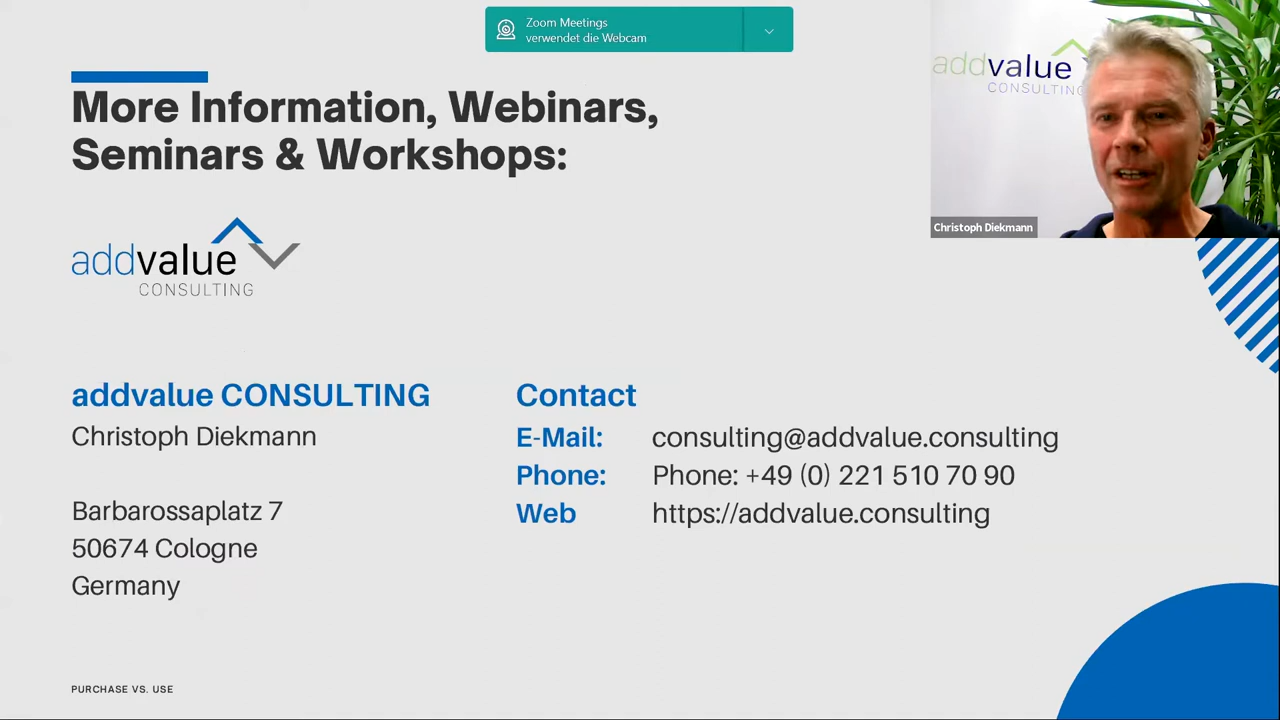 Zoom Meetings
verwendet die Webcam
addvalue
CONSULTING
Christoph Diekmann
More Information, Webinars,
Seminars & Workshops:
addvalue
CONSULTING
addvalue CONSULTING
Christoph Diekmann
Barbarossaplatz 7
50674 Cologne
Germany
Contact
E-Mail: consulting@addvalue.consulting
Phone: Phone: +49 (0) 221 510 70 90
Web https://addvalue.consulting
PURCHASE VS. USE